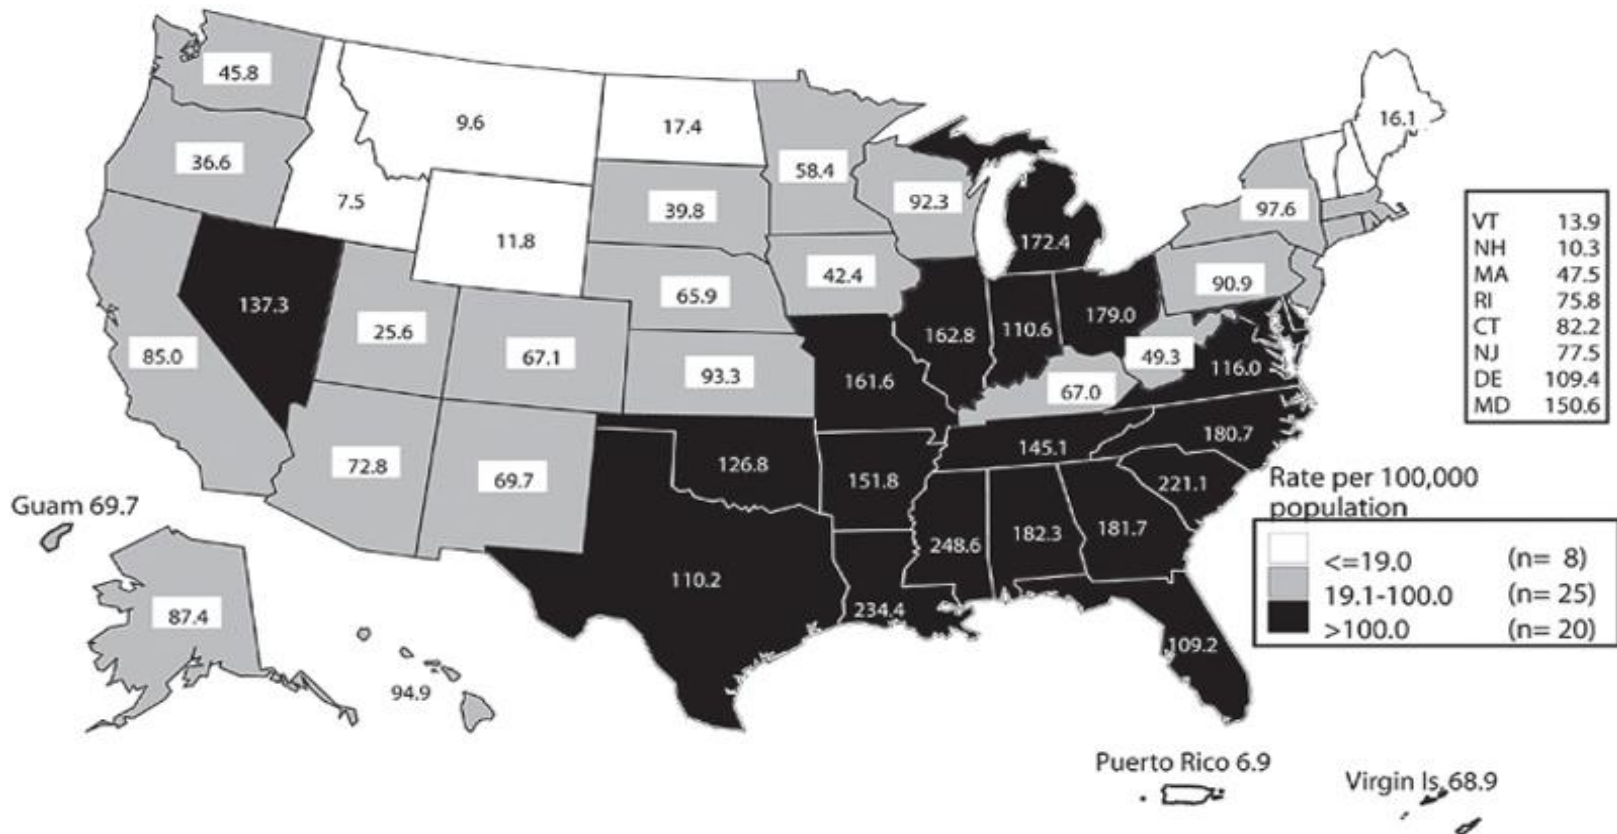 45.8
9.6
17.4
16.1
36.6
58.4
7.5
39.8
92.3
97.6
11.8
172.4
VT 13.9
NH 10.3
MA 47.5
RI 75.8
CT 82.2
NJ 77.5
DE 109.4
MD 150.6
42.4
65.9
90.9
137.3
25.6
67.1
162.8
110.6
179.0
85.0
93.3
161.6
49.3
116.0
67.0
72.8
69.7
126.8
151.8
145.1
180.7
221.1
Guam 69.7
248.6
182.3
181.7
110.2
234.4
109.2
87.4
94.9
Rate per 100,000
population
<=19.0 (n= 8)
19.1-100.0 (n= 25)
>100.0 (n= 20)
Puerto Rico 6.9
Virgin Is. 68.9